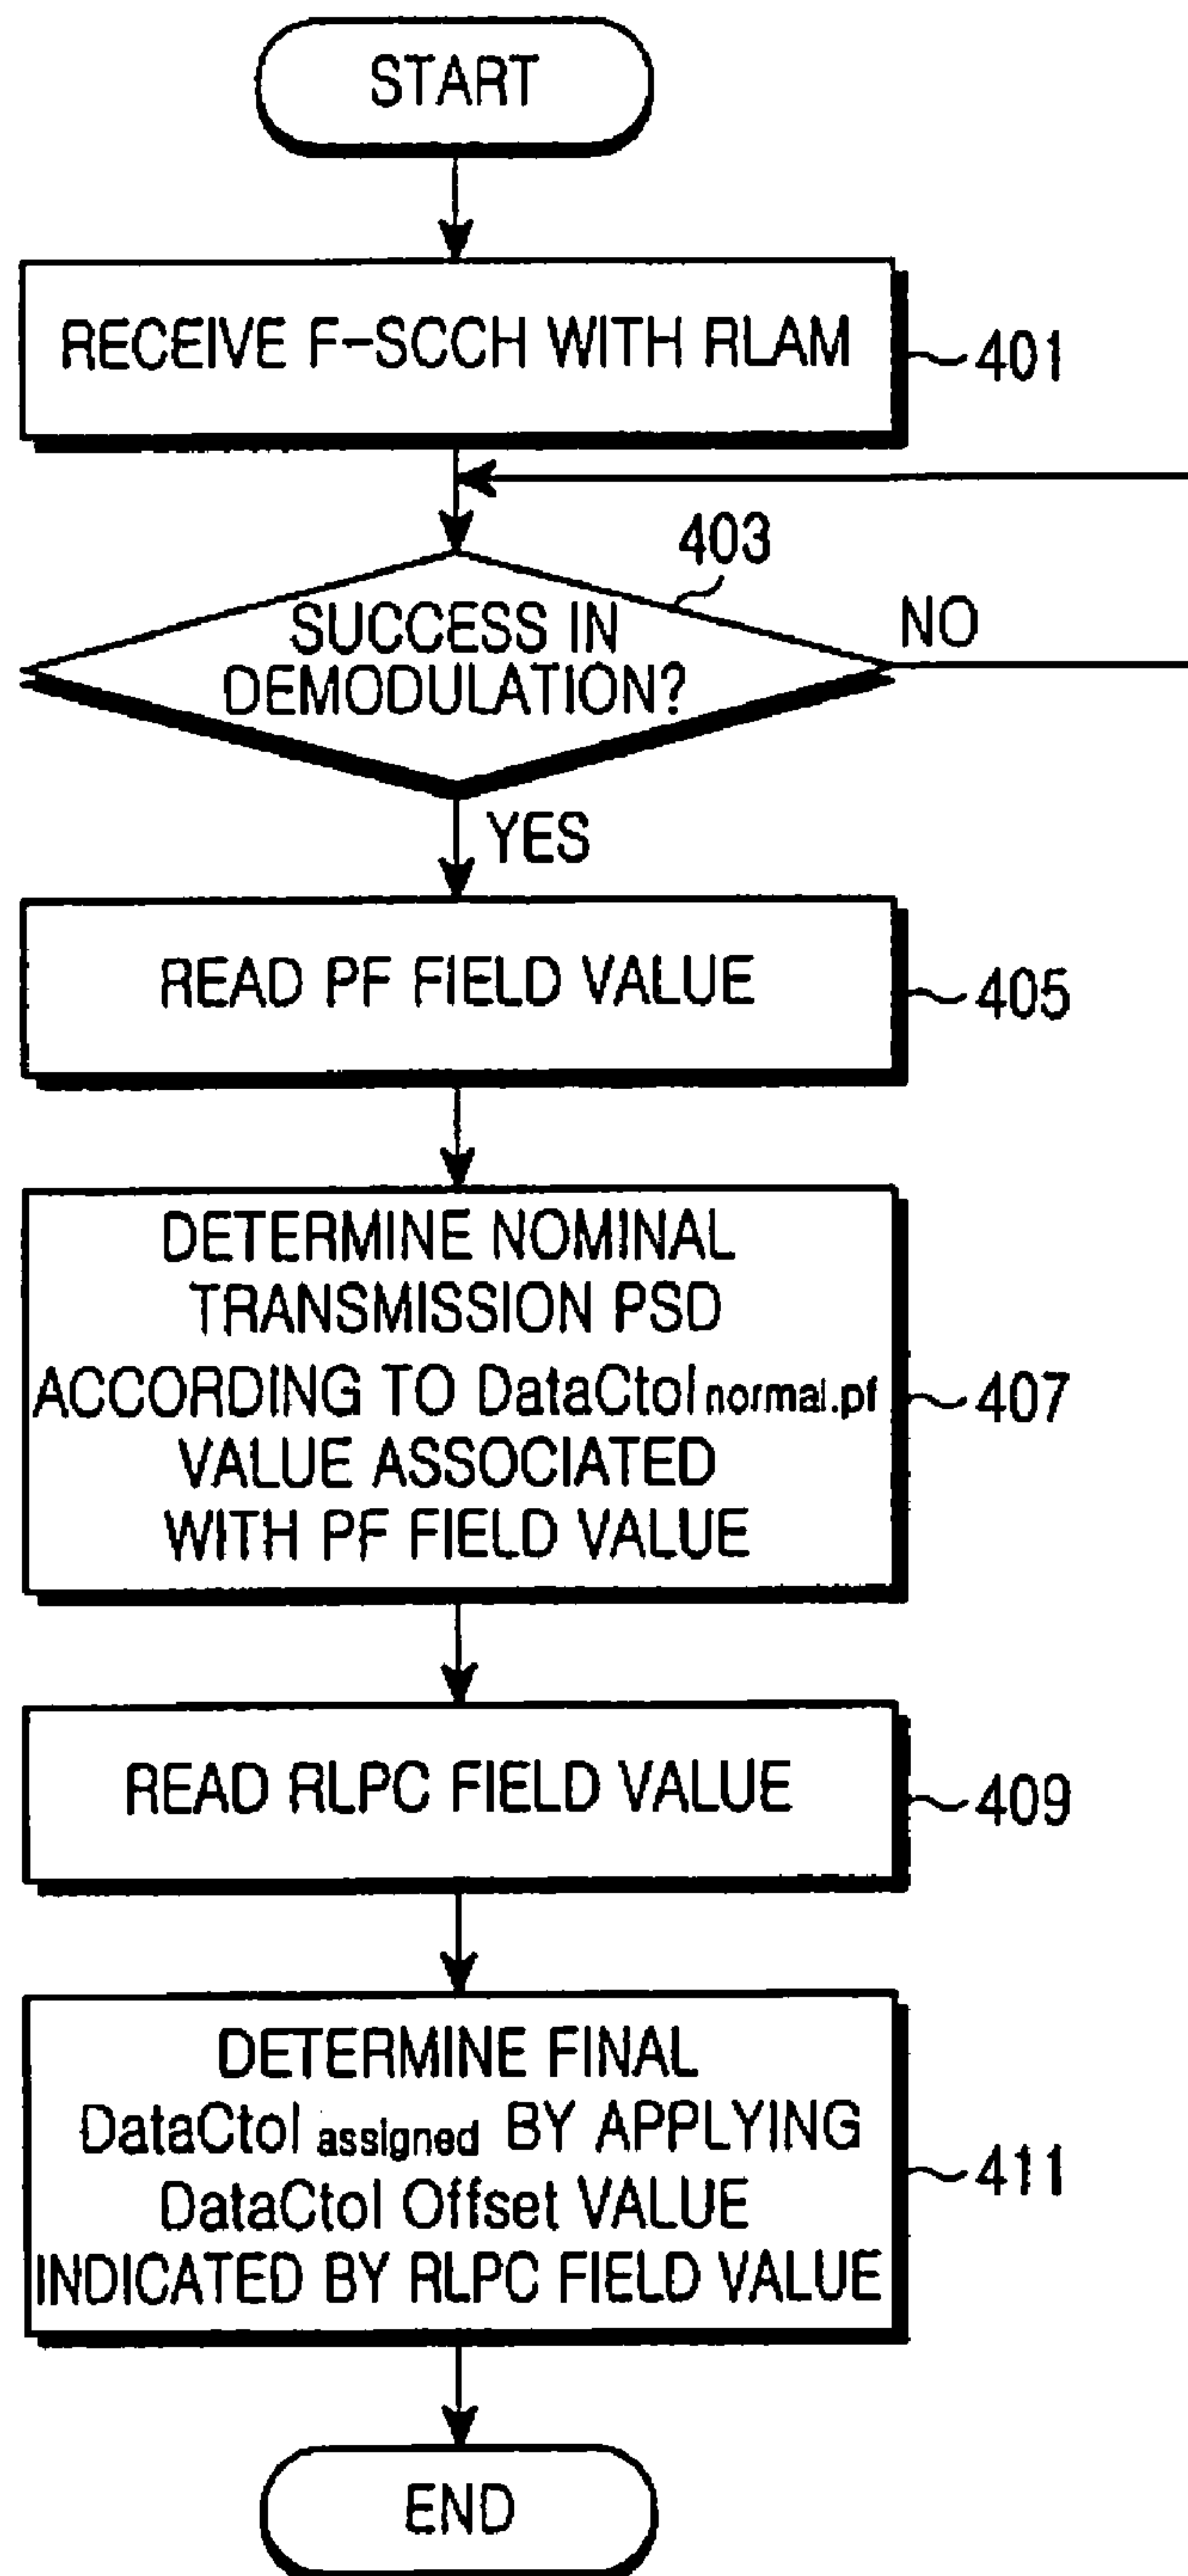 START
RECEIVE F-SCCH WITH RLAM
401
403
SUCCESS IN
DEMODULATION?
NO
YES
READ PF FIELD VALUE
405
DETERMINE NOMINAL
TRANSMISSION PSD
ACCORDING TO DataCtoI normal.pf
VALUE ASSOCIATED
WITH PF FIELD VALUE
407
READ RLPC FIELD VALUE
409
DETERMINE FINAL
DataCtoI assigned BY APPLYING
DataCtoI Offset VALUE
INDICATED BY RLPC FIELD VALUE
411
END